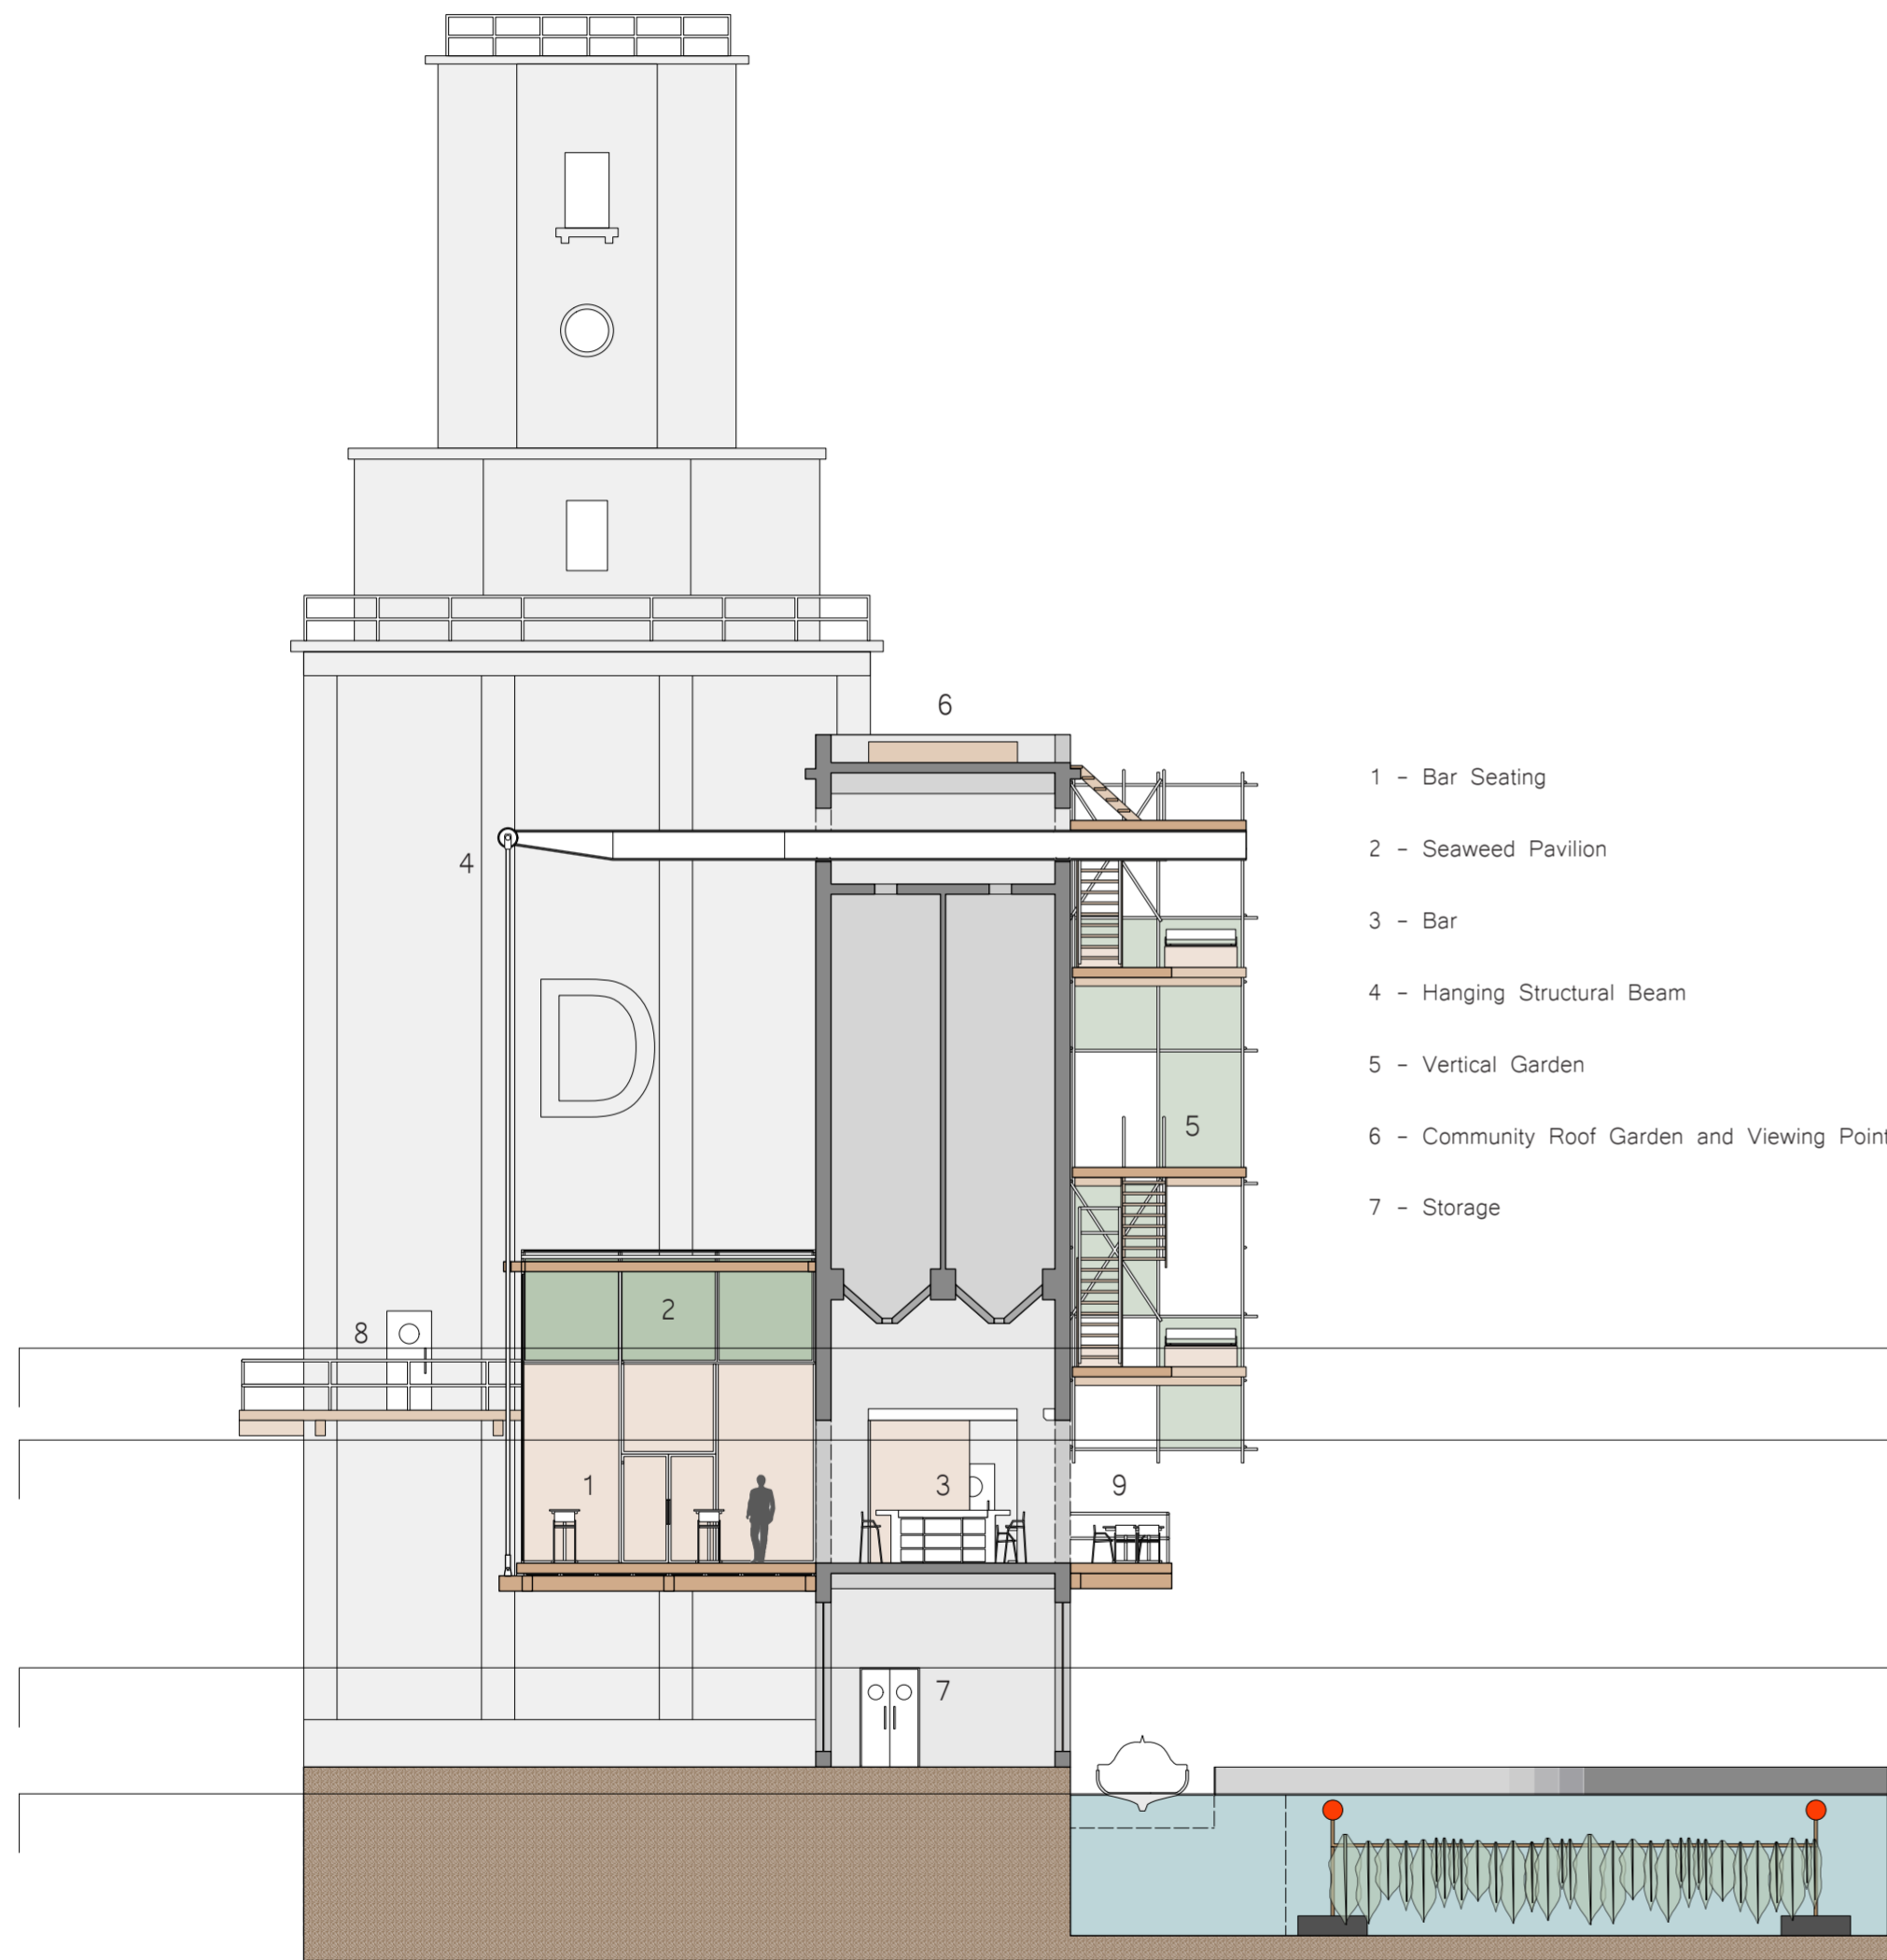 6
1 - Bar Seating
4
2 - Seaweed Pavilion
3 - Bar
4 - Hanging Structural Beam
D
5 - Vertical Garden
5
6 - Community Roof Garden and Viewing Point
7 - Storage
2
8
1
3
9
7